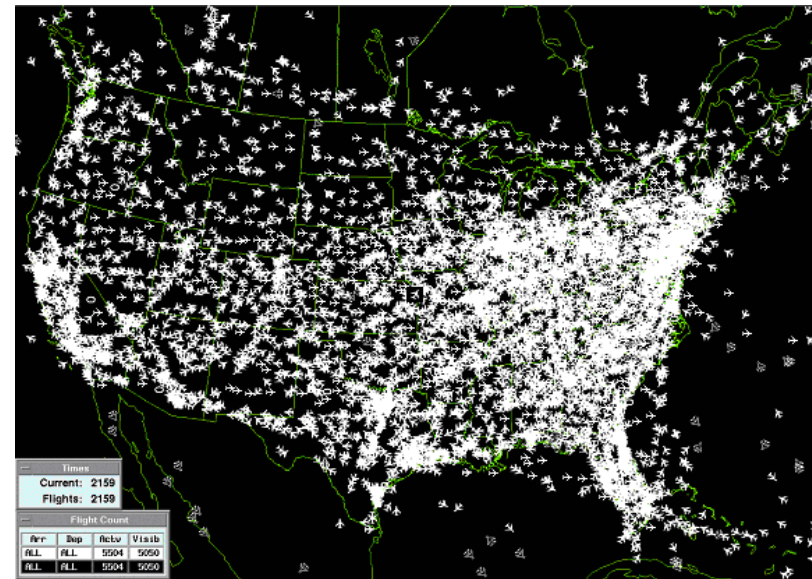 Times
Current: 2159
Flights: 2159
Flight Count
Arr Dep Actv Visib
ALL ALL 5504 5050
ALL ALL 5504 5050